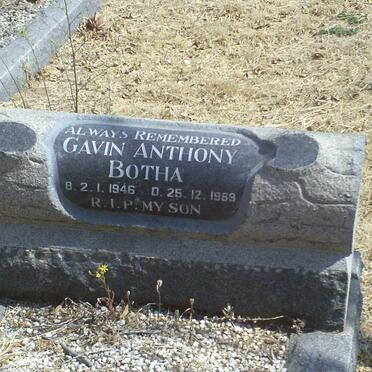 ALWAYS REMEMBERED
GAVIN ANTHONY
BOTHA
B. 2. 1. 1946 D. 25. 12. 1969
R. I. P. MY SON